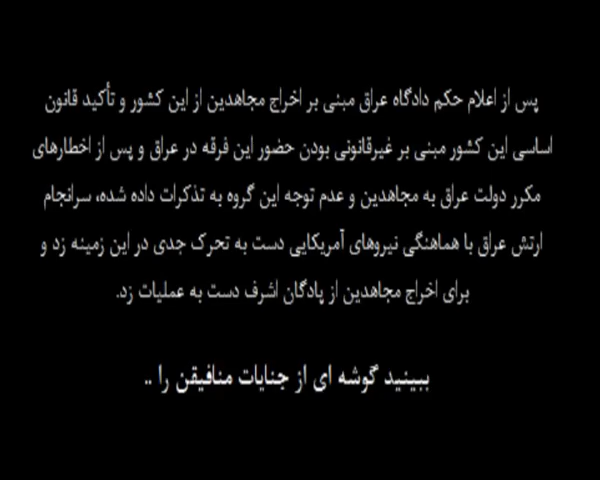 پس از اعلام حکم دادگاه عراق مبنی بر اخراج مجاهدین از این کشور و تأکید قانون
اساسی این کشور مبنی بر غیرقانونی بودن حضور این فرقه در عراق و پس از اخطارهای
مکرر دولت عراق به مجاهدین و عدم توجه این گروه به تذکرات داده شده، سرانجام
ارتش عراق با هماهنگی نیروهای آمریکایی دست به تحرک جدی در این زمینه زد و
برای اخراج مجاهدین از پادگان اشرف دست به عملیات زد.
ببینید گوشه ای از جنایات منافیقن را ..